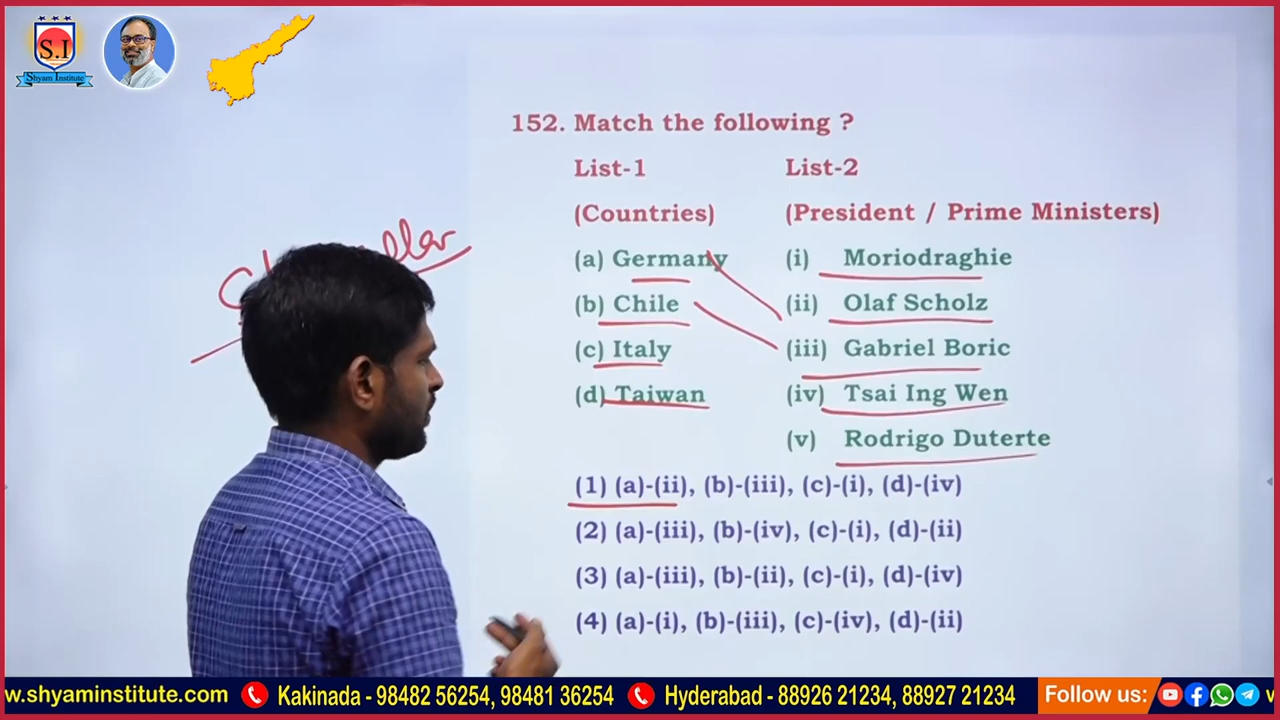 S.I
Shyam Institute
152. Match the following ?
List-1 List-2
(Countries) (President / Prime Ministers)
(a) Germany (i) Moriodraghie
(b) Chile (ii) Olaf Scholz
(c) Italy (iii) Gabriel Boric
(d) Taiwan (iv) Tsai Ing Wen
(v) Rodrigo Duterte
(1) (a)-(ii), (b)-(iii), (c)-(i), (d)-(iv)
(2) (a)-(iii), (b)-(iv), (c)-(i), (d)-(ii)
(3) (a)-(iii), (b)-(ii), (c)-(i), (d)-(iv)
(4) (a)-(i), (b)-(iii), (c)-(iv), (d)-(ii)
w.shyaminstitute.com Kakinada - 98482 56254, 98481 36254 Hyderabad - 88926 21234, 88927 21234 Follow us: w